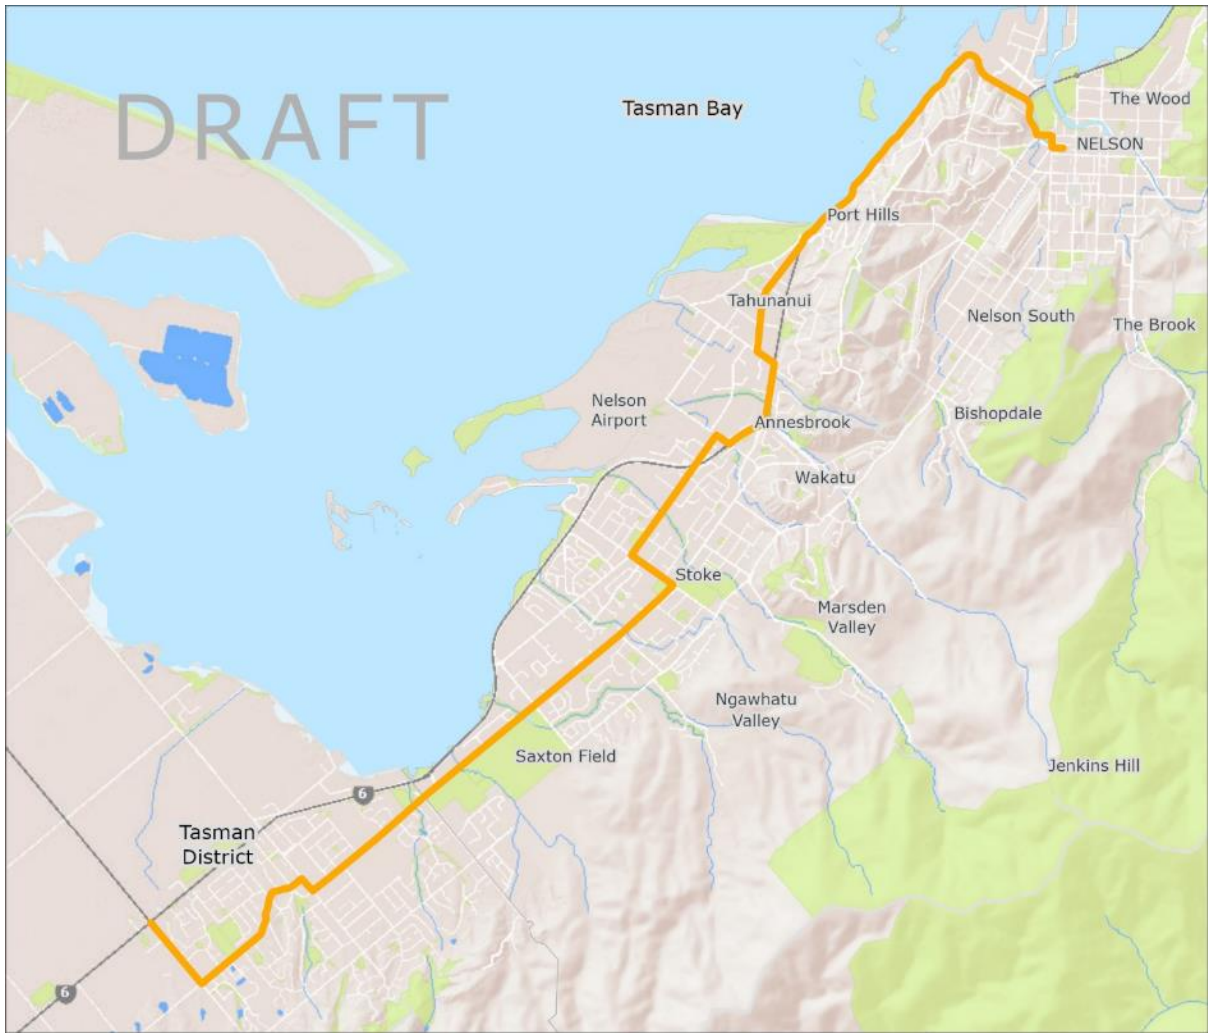 DRAFT
Tasman Bay
The Wood
NELSON
Port Hills
Tahunanui
Nelson South
The Brook
Nelson
Airport
Annesbrook
Bishopdale
Wakatu
Stoke
Marsden
Valley
Ngawhatu
Valley
Saxton Field
Jenkins Hill
6
Tasman
District
6